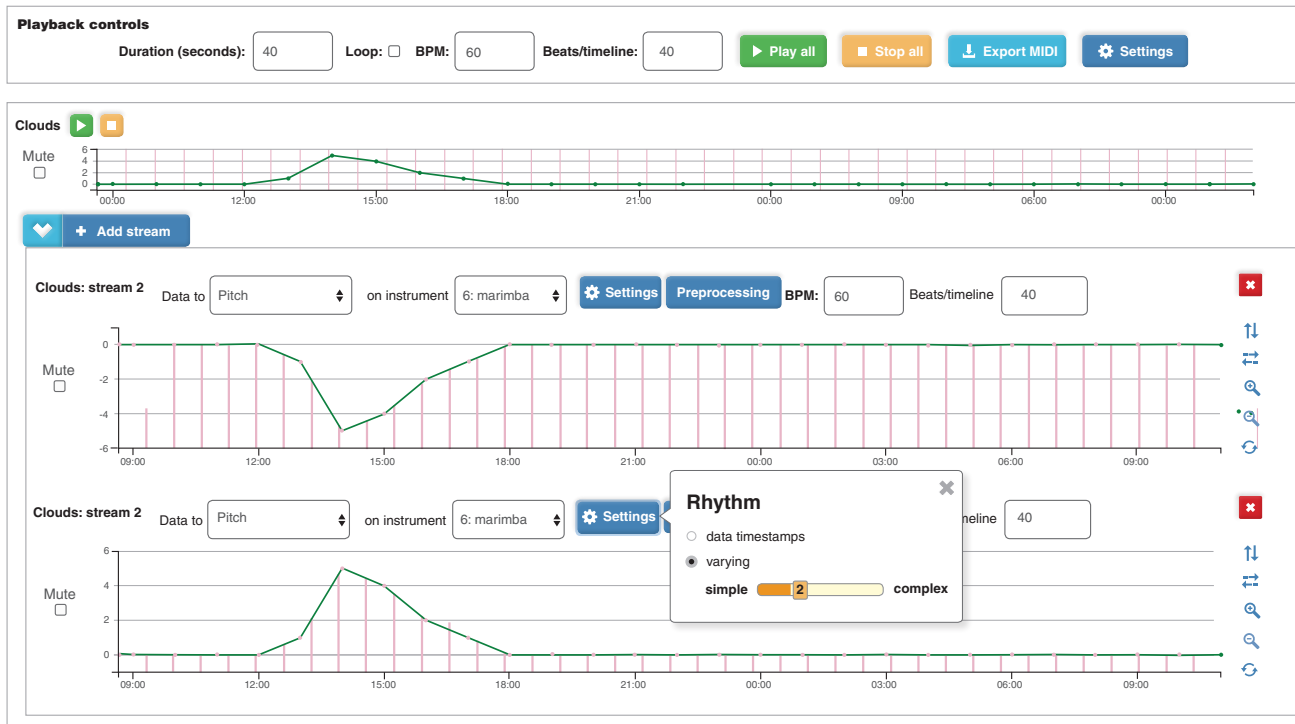 Playback controls
Duration (seconds): 40 Loop: BPM: 60 Beats/timeline: 40 Play all Stop all Export MIDI Settings
Clouds
Mute
6
4
2
0
00:00 12:00 15:00 18:00 21:00 00:00 09:00 06:00 00:00
Add stream
Clouds: stream 2 Data to Pitch on instrument 6: marimba Settings Preprocessing BPM: 60 Beats/timeline 40
Mute
0
-2
-4
-6
09:00 12:00 15:00 18:00 21:00 00:00 03:00 06:00 09:00
Clouds: stream 2 Data to Pitch on instrument 6: marimba Settings neline 40
Rhythm
data timestamps
varying
simple 2 complex
Mute
6
4
2
0
09:00 12:00 15:00 18:00 21:00 00:00 03:00 06:00 09:00